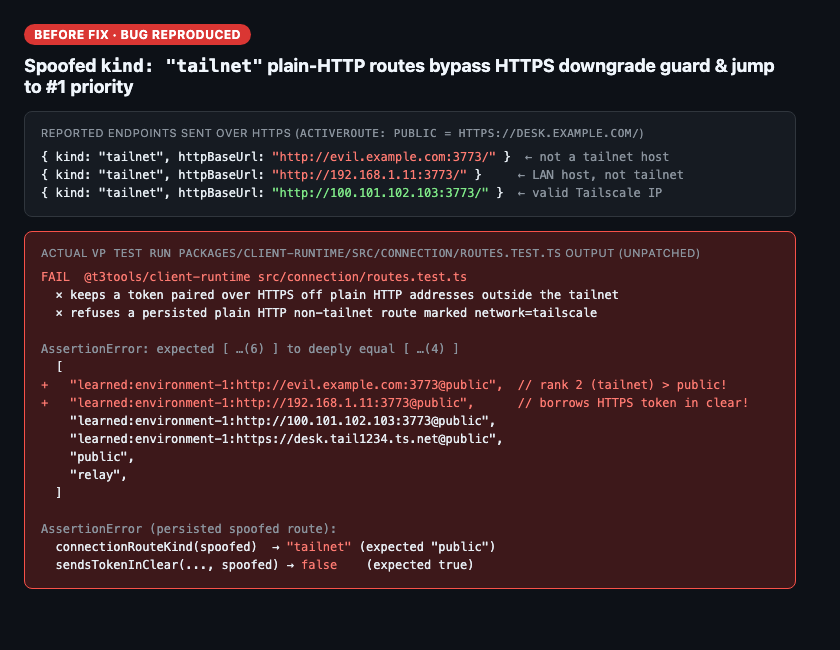 BEFORE FIX · BUG REPRODUCED
Spoofed kind: "tailnet" plain-HTTP routes bypass HTTPS downgrade guard & jump
to #1 priority
REPORTED ENDPOINTS SENT OVER HTTPS (ACTIVEROUTE: PUBLIC = HTTPS://DESK.EXAMPLE.COM/)
{ kind: "tailnet", httpBaseUrl: "http://evil.example.com:3773/" } ← not a tailnet host
{ kind: "tailnet", httpBaseUrl: "http://192.168.1.11:3773/" } ← LAN host, not tailnet
{ kind: "tailnet", httpBaseUrl: "http://100.101.102.103:3773/" } ← valid Tailscale IP
ACTUAL VP TEST RUN PACKAGES/CLIENT-RUNTIME/SRC/CONNECTION/ROUTES.TEST.TS OUTPUT (UNPATCHED)
FAIL @t3tools/client-runtime src/connection/routes.test.ts
× keeps a token paired over HTTPS off plain HTTP addresses outside the tailnet
× refuses a persisted plain HTTP non-tailnet route marked network=tailscale
AssertionError: expected [ …(6) ] to deeply equal [ …(4) ]
[
+ "learned:environment-1:http://evil.example.com:3773@public", // rank 2 (tailnet) > public!
+ "learned:environment-1:http://192.168.1.11:3773@public", // borrows HTTPS token in clear!
"learned:environment-1:http://100.101.102.103:3773@public",
"learned:environment-1:https://desk.tail1234.ts.net@public",
"public",
"relay",
]
AssertionError (persisted spoofed route):
connectionRouteKind(spoofed) → "tailnet" (expected "public")
sendsTokenInClear(..., spoofed) → false (expected true)